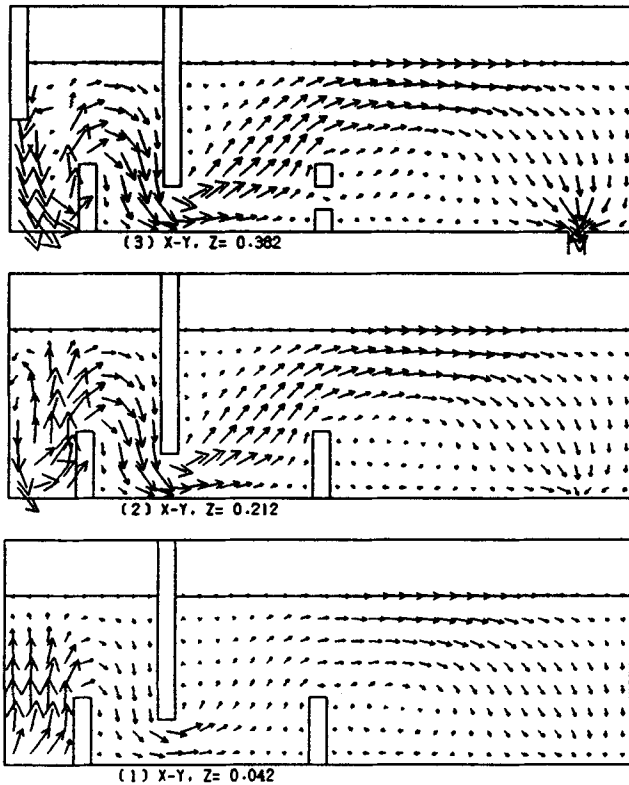 (3) X-Y, Z= 0.382
(2) X-Y, Z= 0.212
(1) X-Y, Z= 0.042